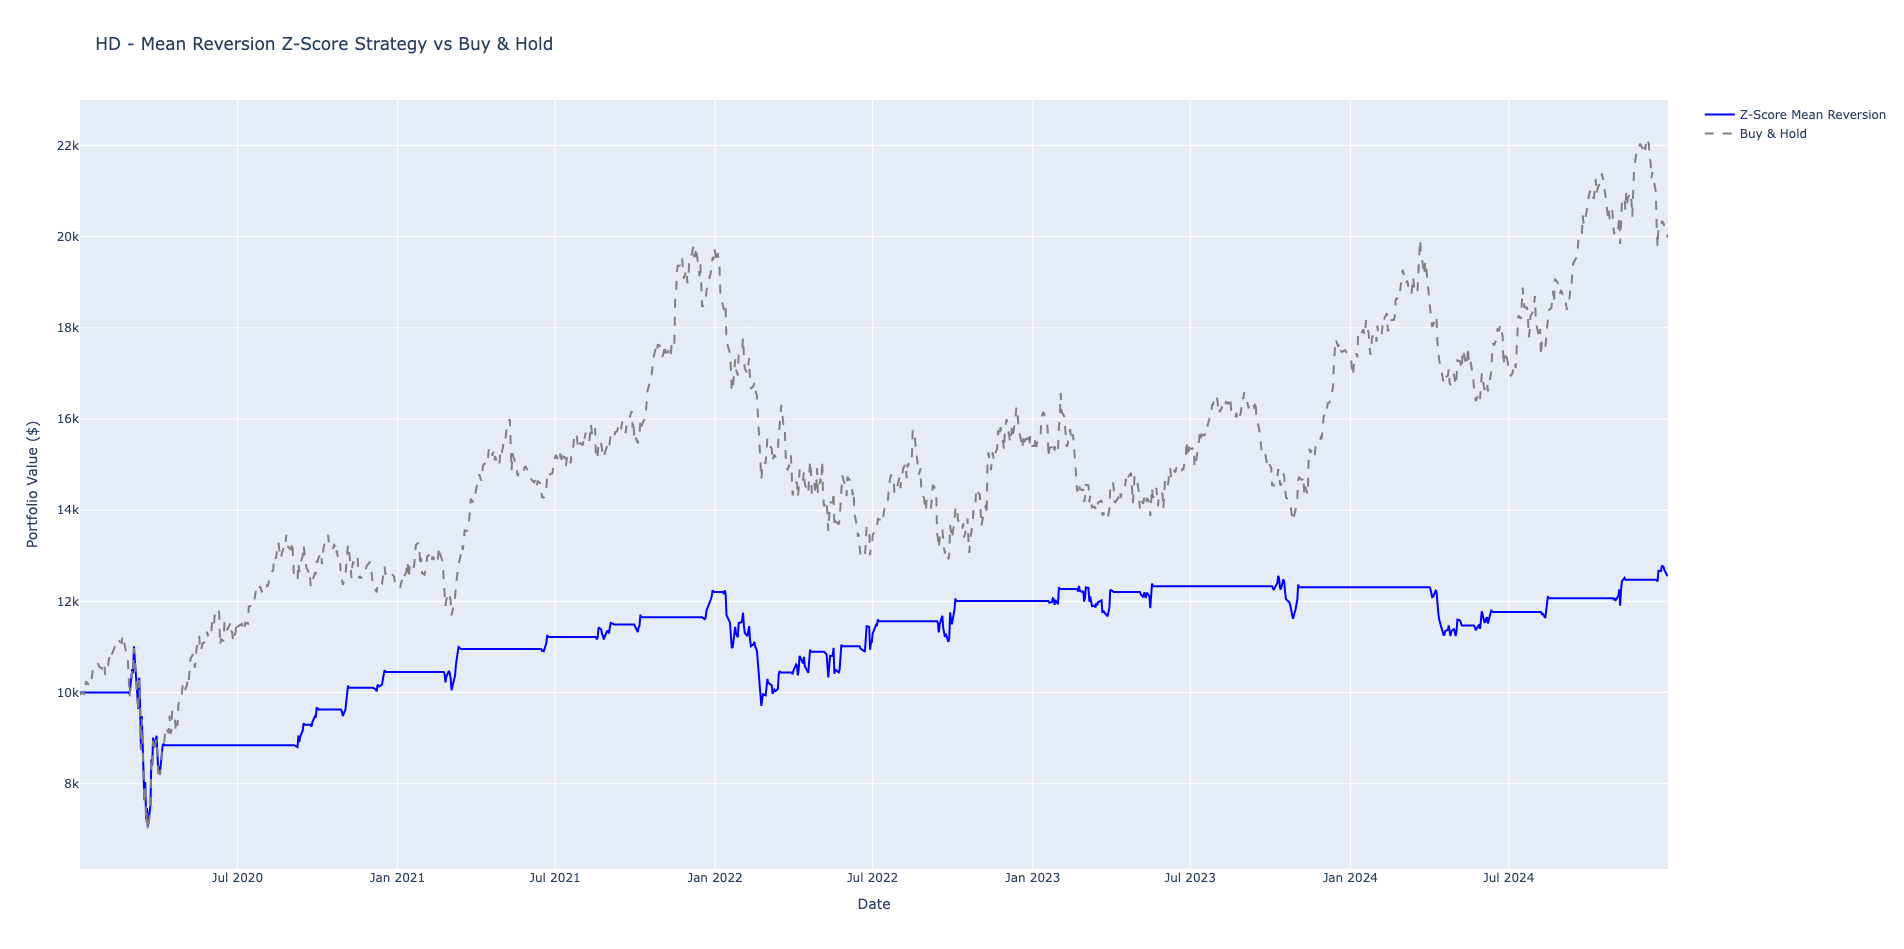 HD - Mean Reversion Z-Score Strategy vs Buy & Hold
Z-Score Mean Reversion
Buy & Hold
22k
20k
18k
16k
14k
12k
10k
8k
Portfolio Value ($)
Jul 2020
Jan 2021
Jul 2021
Jan 2022
Jul 2022
Jan 2023
Jul 2023
Jan 2024
Jul 2024
Date